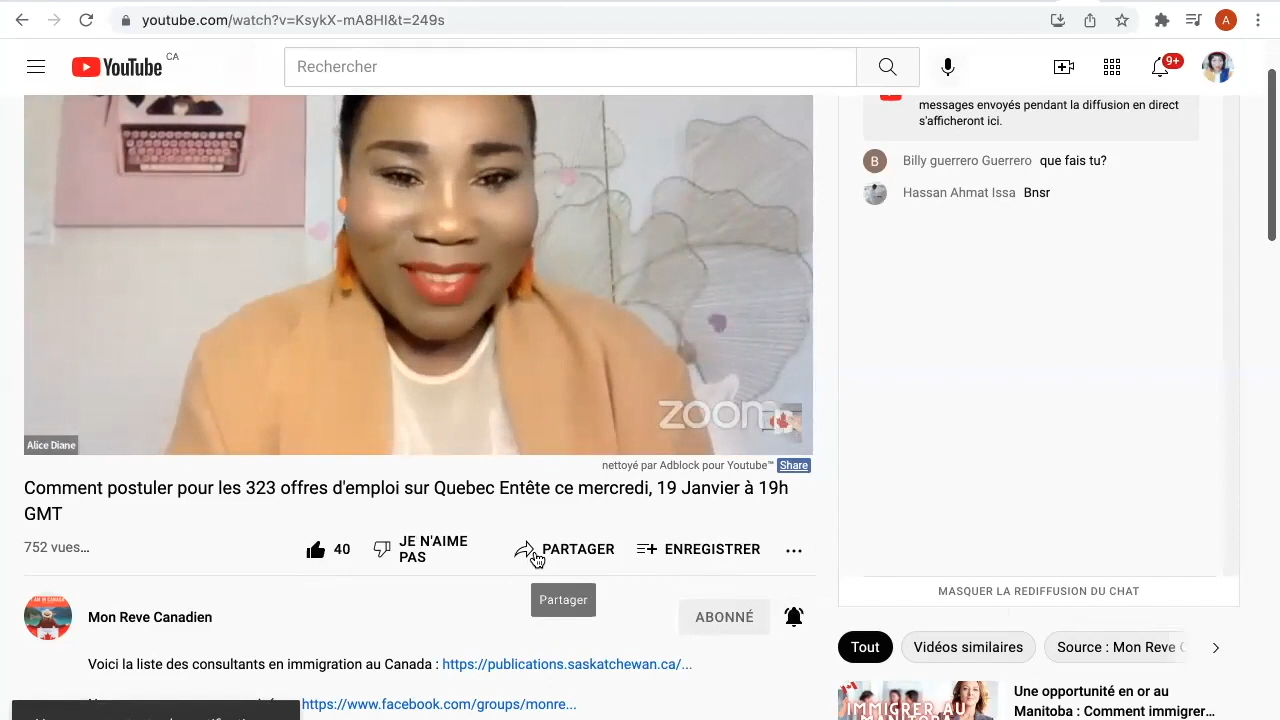 youtube.com/watch?v=KsykX-mA8HI&t=249s
A
YouTube CA
Rechercher
9+
messages envoyés pendant la diffusion en direct
s'afficheront ici.
B Billy guerrero Guerrero que fais tu?
Hassan Ahmat Issa Bnsr
zoom
Alice Diane
nettoyé par Adblock pour Youtube™ Share
Comment postuler pour les 323 offres d'emploi sur Quebec Entête ce mercredi, 19 Janvier à 19h
GMT
752 vues...
40
JE N'AIME
PAS
PARTAGER
ENREGISTRER
Partager
MASQUER LA REDIFFUSION DU CHAT
Mon Reve Canadien
ABONNÉ
Tout
Vidéos similaires
Source : Mon Reve
Voici la liste des consultants en immigration au Canada : https://publications.saskatchewan.ca/...
https://www.facebook.com/groups/monre...
IMMIGRER AU
MANITOBA
Une opportunité en or au
Manitoba : Comment immigrer...